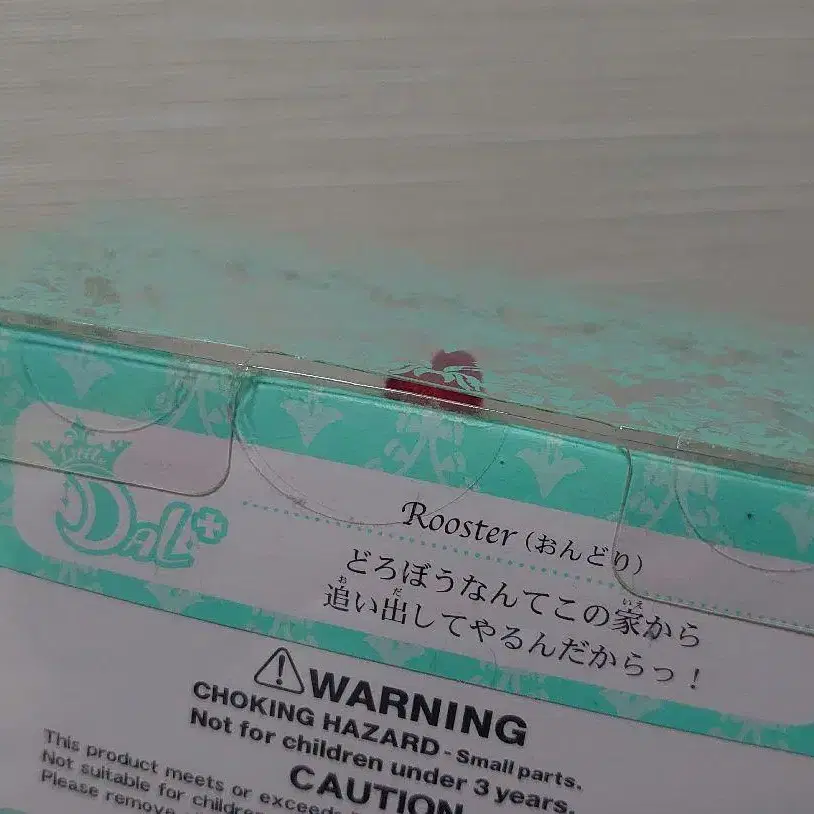 Little
DAL+
Rooster (おんどり)
どろぼうなんてこの家から
追い出してやるんだからっ！
WARNING
CHOKING HAZARD - Small parts.
Not for children under 3 years.
CAUTION
This product meets or exceeds
Not suitable for children
Please remove